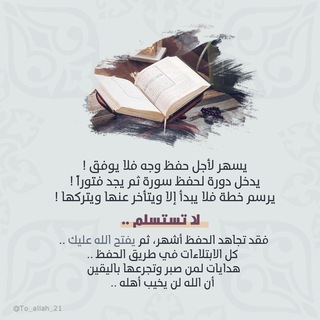 يسهر لأجل حفظ وجه فلا يوفق !
يدخل دورة لحفظ سورة ثم يجد فتوراً !
يرسم خطة فلا يبدأ إلا ويتأخر عنها ويتركها !
لا تستسلم ..
فقد تجاهد الحفظ أشهر، ثم يفتح الله عليك ..
كل الابتلاءات في طريق الحفظ ..
هدايات لمن صبر وتجرعها باليقين
أن الله لن يخيب أهله ..
@To_allah_21